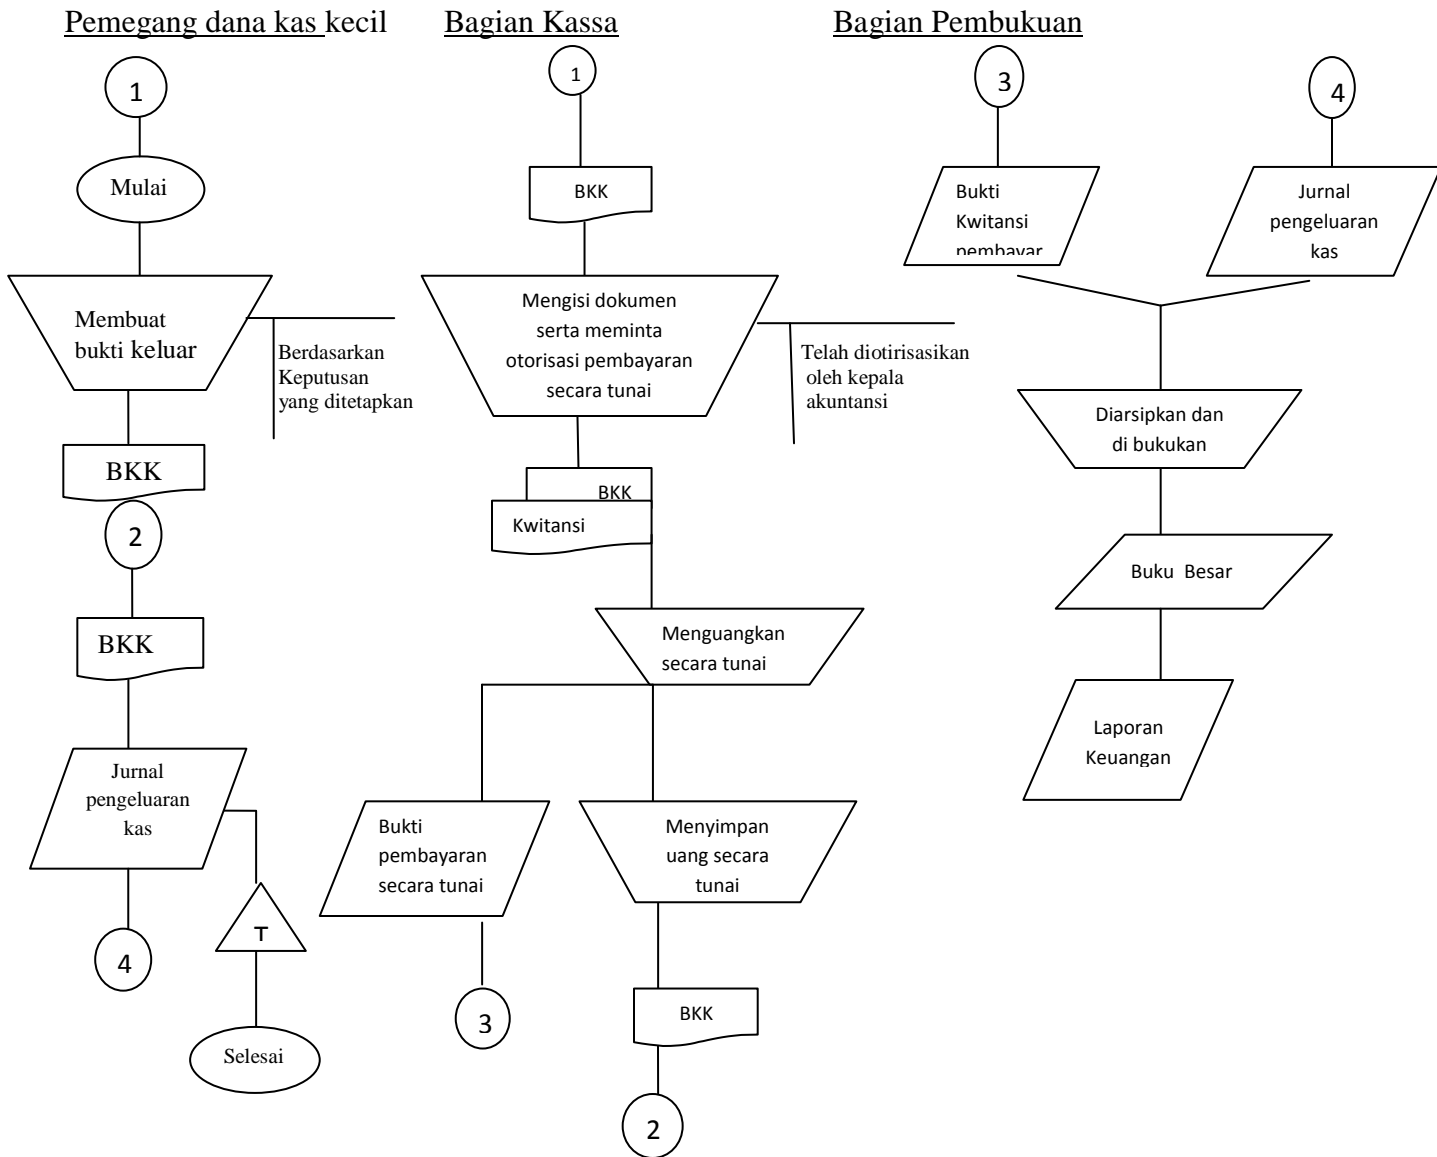 Pemegang dana kas kecil
1
Mulai
Membuat
bukti keluar
Berdasarkan
Keputusan
yang ditetapkan
BKK
2
BKK
Jurnal
pengeluaran
kas
4
T
Selesai
Bagian Kassa
1
BKK
Mengisi dokumen
serta meminta
otorisasi pembayaran
secara tunai
Telah diotirisasikan
oleh kepala
akuntansi
BKK
Kwitansi
Menguangkan
secara tunai
Bukti
pembayaran
secara tunai
3
Menyimpan
uang secara
tunai
BKK
2
Bagian Pembukuan
3
Bukti
Kwitansi
pembayar
4
Jurnal
pengeluaran
kas
Diarsipkan dan
di bukukan
Buku Besar
Laporan
Keuangan